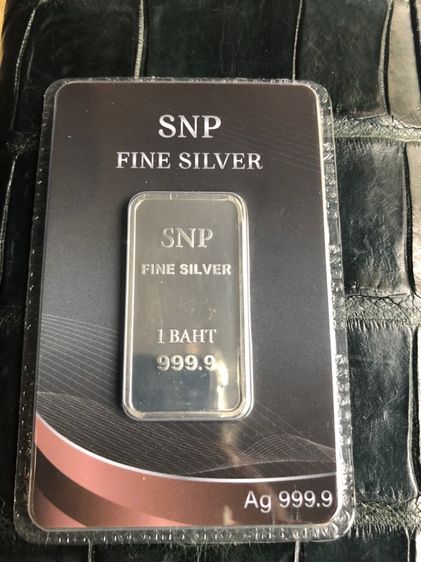 SNP
FINE SILVER
SNP
FINE SILVER
1 BAHT
999.9
Ag 999.9